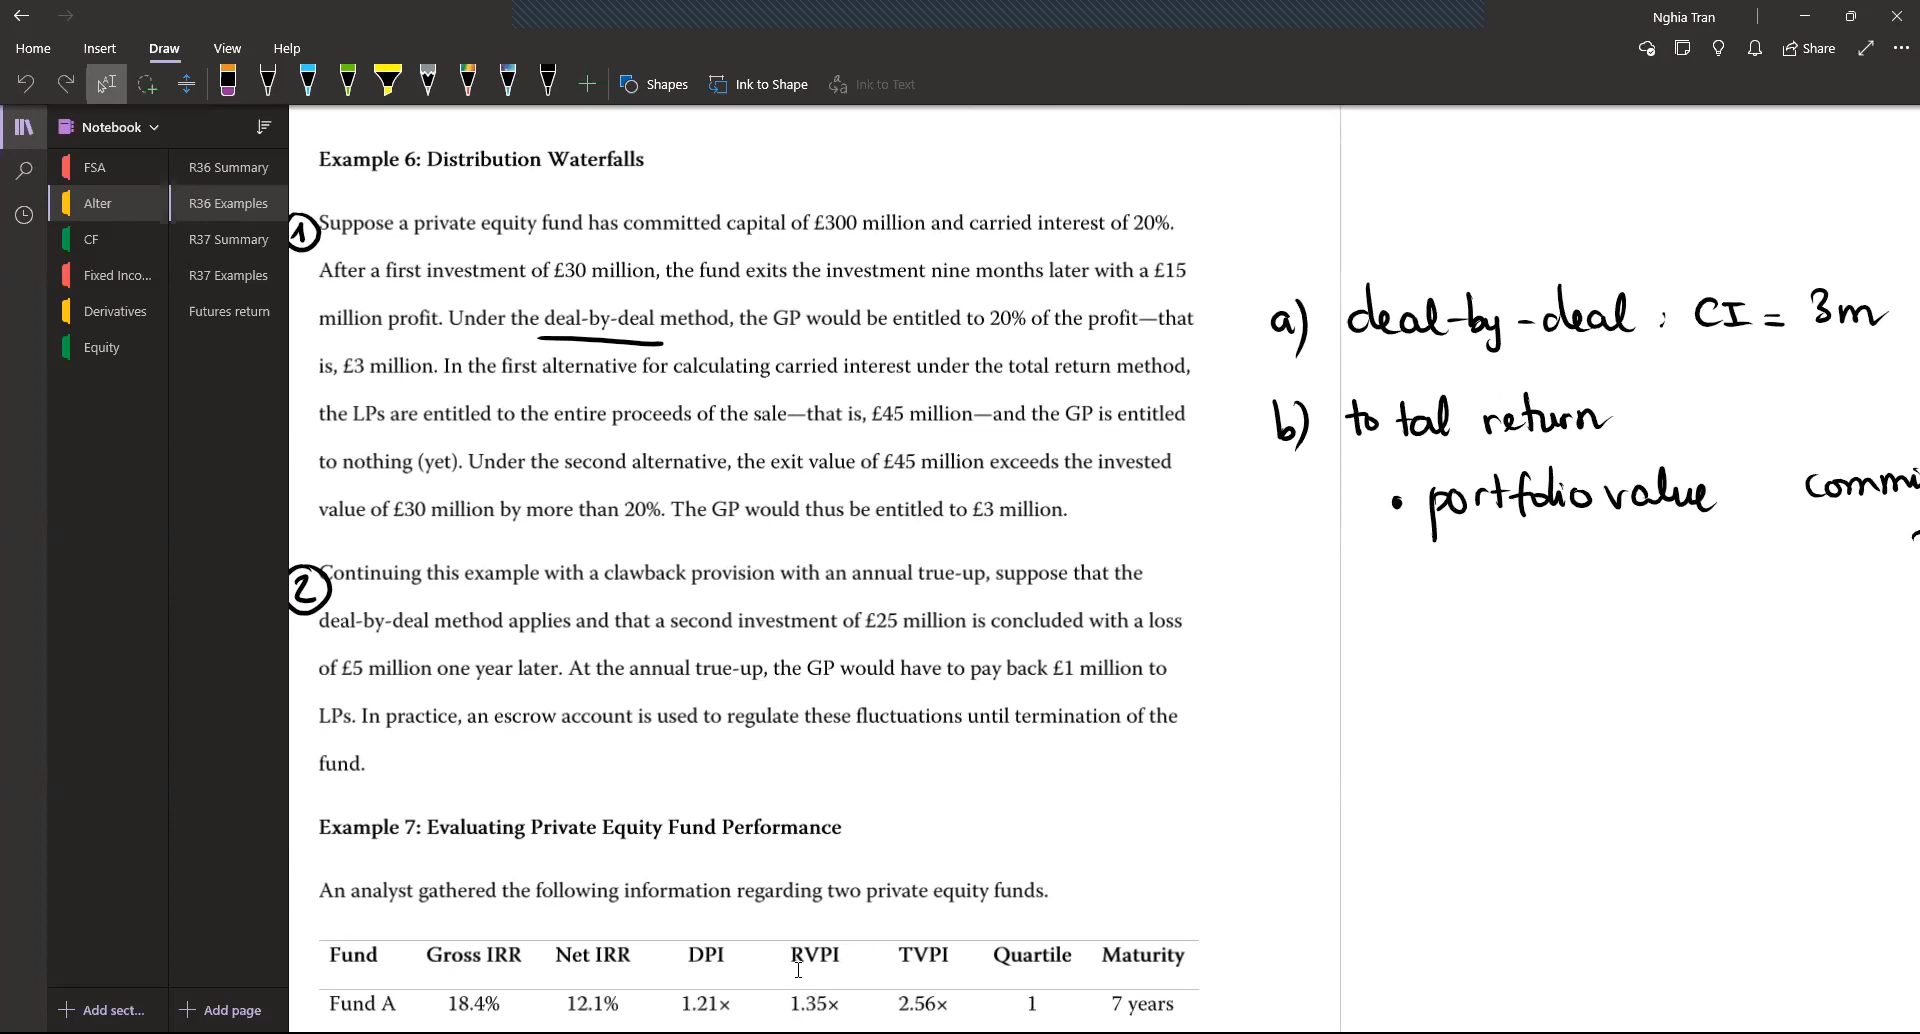 Nghia Tran
Home Insert Draw View Help
Share
Shapes Ink to Shape Ink to Text
Notebook
FSA
Alter
CF
Fixed Inco...
Derivatives
Equity
R36 Summary
R36 Examples
R37 Summary
R37 Examples
Futures return
Add sect...
Add page
Example 6: Distribution Waterfalls
1
Suppose a private equity fund has committed capital of £300 million and carried interest of 20%.
After a first investment of £30 million, the fund exits the investment nine months later with a £15
million profit. Under the deal-by-deal method, the GP would be entitled to 20% of the profit—that
is, £3 million. In the first alternative for calculating carried interest under the total return method,
the LPs are entitled to the entire proceeds of the sale—that is, £45 million—and the GP is entitled
to nothing (yet). Under the second alternative, the exit value of £45 million exceeds the invested
value of £30 million by more than 20%. The GP would thus be entitled to £3 million.
2
Continuing this example with a clawback provision with an annual true-up, suppose that the
deal-by-deal method applies and that a second investment of £25 million is concluded with a loss
of £5 million one year later. At the annual true-up, the GP would have to pay back £1 million to
LPs. In practice, an escrow account is used to regulate these fluctuations until termination of the
fund.
Example 7: Evaluating Private Equity Fund Performance
An analyst gathered the following information regarding two private equity funds.
Fund Gross IRR Net IRR DPI RVPI TVPI Quartile Maturity
Fund A 18.4% 12.1% 1.21× 1.35× 2.56× 1 7 years
a) deal-by-deal : CI = 3m
b) total return
• portfolio value commi